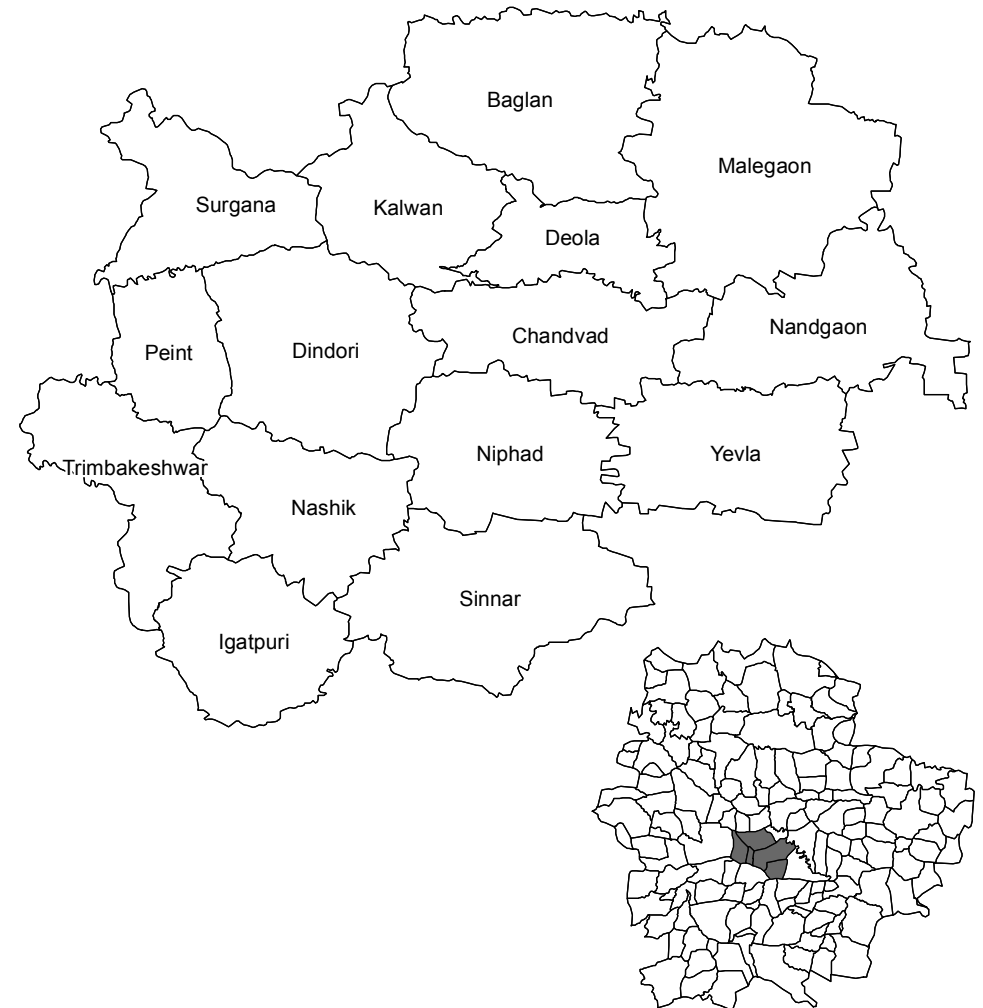 Baglan
Malegaon
Surgana
Kalwan
Deola
Chandvad
Nandgaon
Peint
Dindori
Niphad
Yevla
Trimbakeshwar
Nashik
Sinnar
Igatpuri